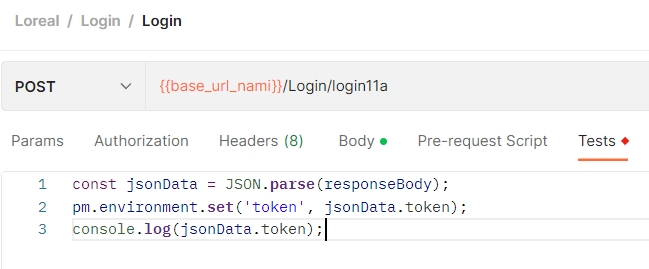 Loreal / Login / Login
POST {{base_url_nami}}/Login/login11a
Params Authorization Headers (8) Body Pre-request Script Tests
1 const jsonData = JSON.parse(responseBody);
2 pm.environment.set('token', jsonData.token);
3 console.log(jsonData.token);